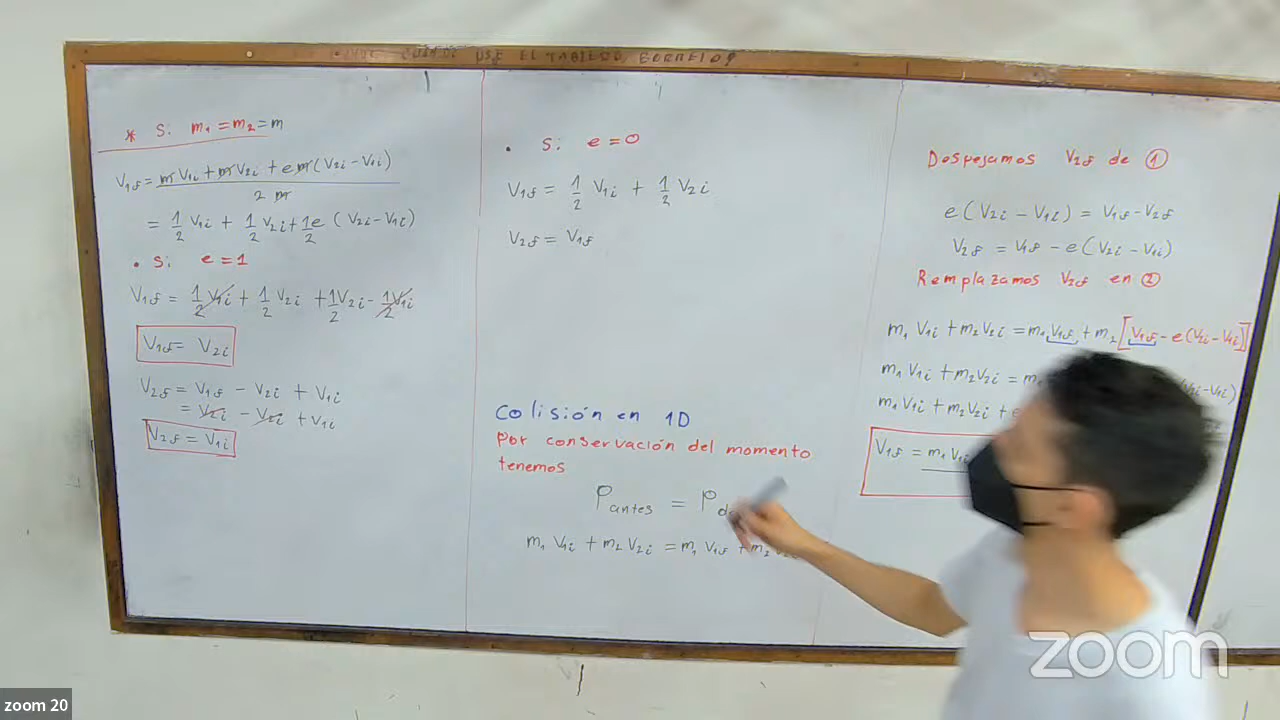 USE EL TABLERO BERRELO?
* Si m₁ = m₂ = m
V₁f = (m V₁i + m V₂i + e m (V₂i − V₁i)) / 2 m
= 1/2 V₁i + 1/2 V₂i + 1/2 e (V₂i − V₁i)
• Si e = 1
V₁f = 1/2 V₁i + 1/2 V₂i + 1/2 V₂i − 1/2 V₁i
V₁f = V₂i
V₂f = V₁f − V₂i + V₁i
= V₂i − V₂i + V₁i
V₂f = V₁i
• Si e = 0
V₁f = 1/2 V₁i + 1/2 V₂i
V₂f = V₁f
Colisión en 1D
Por conservación del momento
tenemos
P antes = P
m₁ V₁i + m₂ V₂i = m₁ V₁f + m₂
Despejamos V₂f de ①
e (V₂i − V₁i) = V₁f − V₂f
V₂f = V₁f − e (V₂i − V₁i)
Remplazamos V₂f en ②
m₁ V₁i + m₂ V₂i = m₁ V₁f + m₂ [V₁f − e (V₂i − V₁i)]
m₁ V₁i + m₂ V₂i =
m₁ V₁i + m₂ V₂i +
V₁f = m₁ V₁i
zoom
zoom 20